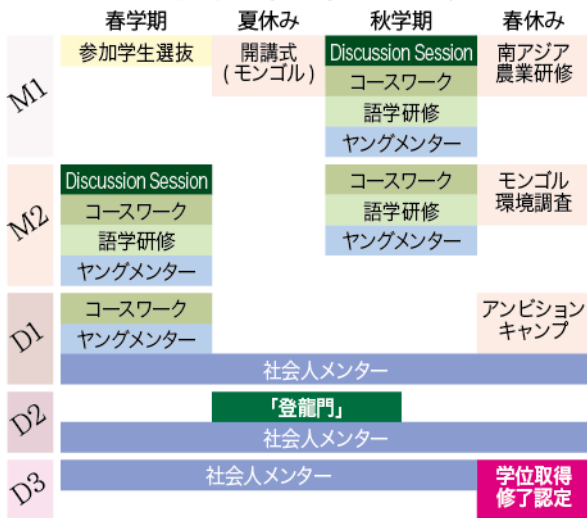 春学期 夏休み 秋学期 春休み
M1
参加学生選抜
開講式
(モンゴル)
Discussion Session
コースワーク
語学研修
ヤングメンター
南アジア
農業研修
M2
Discussion Session
コースワーク
語学研修
ヤングメンター
コースワーク
語学研修
ヤングメンター
モンゴル
環境調査
D1
コースワーク
ヤングメンター
アンビション
キャンプ
社会人メンター
D2
「登龍門」
社会人メンター
D3
社会人メンター
学位取得
修了認定